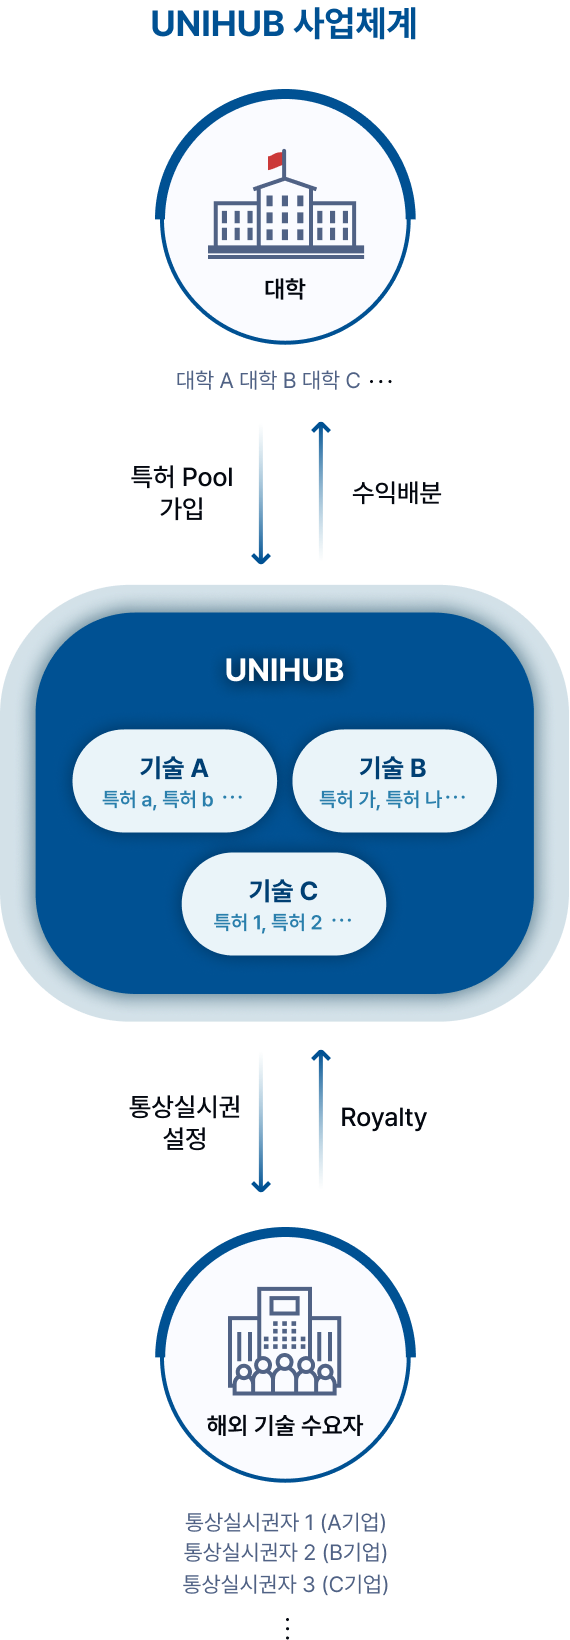 UNIHUB 사업체계
대학
대학 A 대학 B 대학 C ···
특허 Pool
가입
수익배분
UNIHUB
기술 A
특허 a, 특허 b ···
기술 B
특허 가, 특허 나···
기술 C
특허 1, 특허 2 ···
통상실시권
설정
Royalty
해외 기술 수요자
통상실시권자 1 (A기업)
통상실시권자 2 (B기업)
통상실시권자 3 (C기업)
⋮